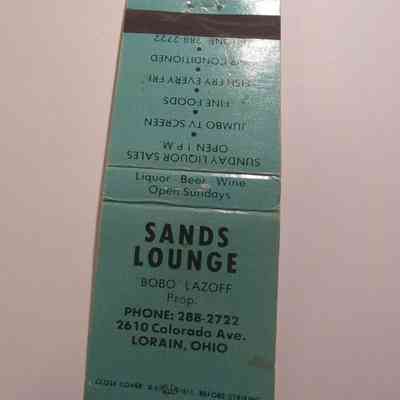 SANDS
LOUNGE
"BOBO" LAZOFF
Prop.
PHONE: 288-2722
2610 Colorado Ave.
LORAIN, OHIO
CLOSE COVER BEFORE STRIKING
Liquor - Beer - Wine
Open Sundays
SUNDAY LIQUOR SALES
OPEN 1 P.M.
JUMBO TV SCREEN
•
FINE FOODS
•
FISH FRY EVERY FRI
•
AIR CONDITIONED
•
288-2722